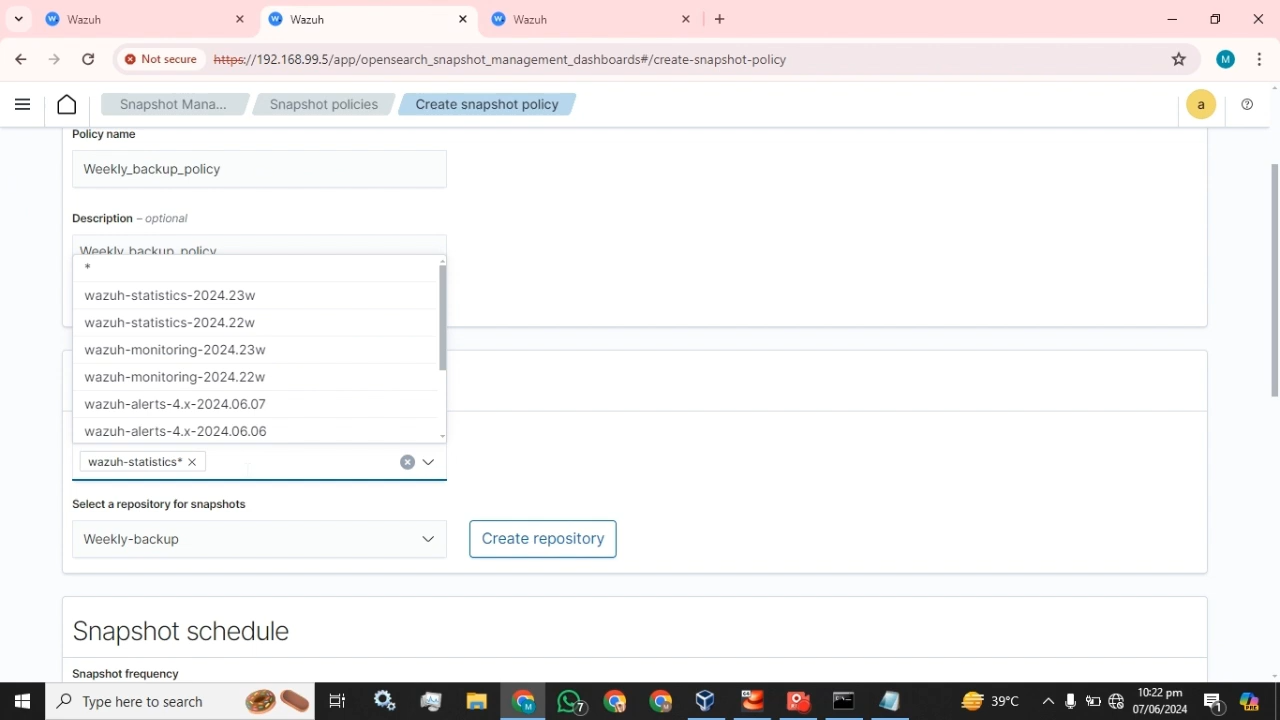 Wazuh
Wazuh
Wazuh
Not secure
https://192.168.99.5/app/opensearch_snapshot_management_dashboards#/create-snapshot-policy
M
Snapshot Mana...
Snapshot policies
Create snapshot policy
a
Policy name
Weekly_backup_policy
Description – optional
Weekly_backup_policy
*
wazuh-statistics-2024.23w
wazuh-statistics-2024.22w
wazuh-monitoring-2024.23w
wazuh-monitoring-2024.22w
wazuh-alerts-4.x-2024.06.07
wazuh-alerts-4.x-2024.06.06
wazuh-statistics*
Select a repository for snapshots
Weekly-backup
Create repository
Snapshot schedule
Snapshot frequency
Type here to search
7
39°C
10:22 pm
07/06/2024
1